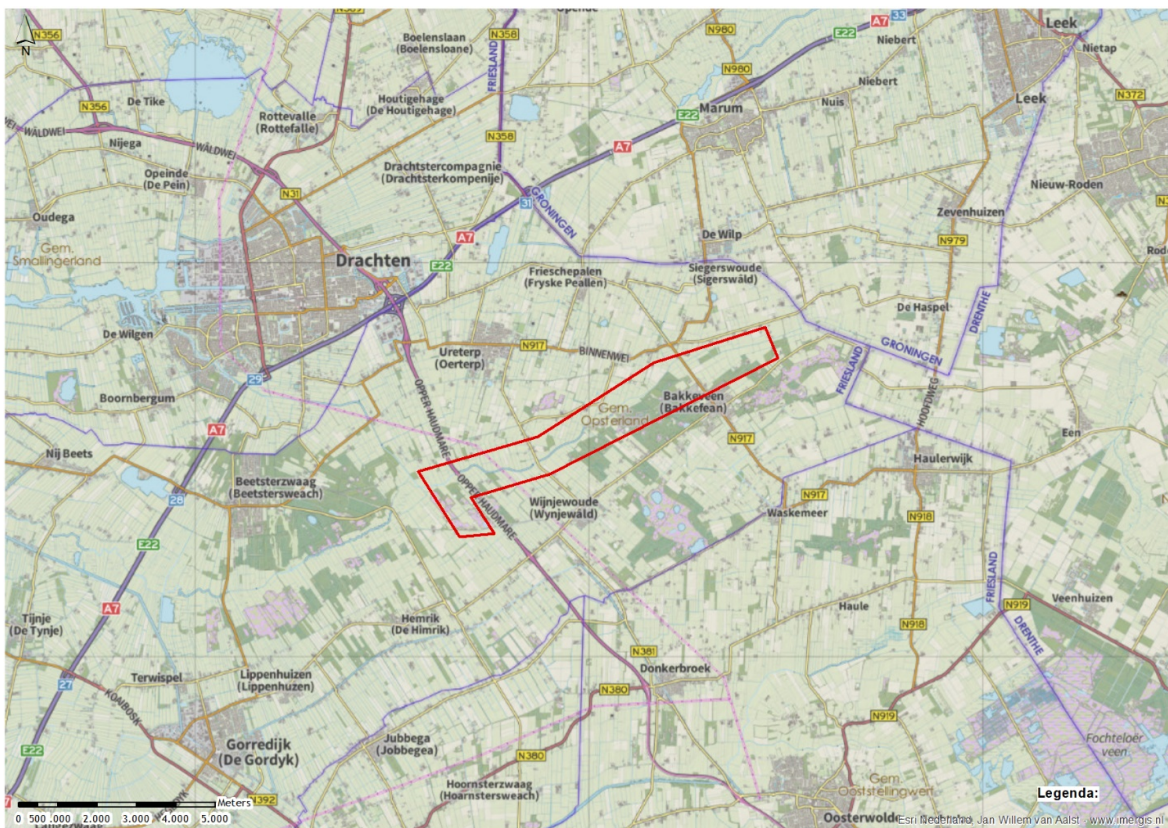 N
N356
N356
De Tike
Nijega
WÂLDWEI
WÂLDWEI
Opeinde
(De Pein)
Oudega
Gem.
Smallingerland
Rottevalle
(Rottefalle)
N31
Boelenslaan
(Boelensloane)
Houtigehage
(De Houtigehage)
Drachtstercompagnie
(Drachtsterkompenije)
N358
FRIESLAND
N358
31
GRONINGEN
A7
E22
Opende
N980
N980
Marum
E22
A7
E22
A7
33
Niebert
Niebert
Nuis
Leek
Nietap
Leek
N372
Nieuw-Roden
Zevenhuizen
N979
De Haspel
DRENTHE
GRONINGEN
FRIESLAND
HOOFDWEG
De Wilp
Siegerswoude
(Sigerswâld)
Frieschepalen
(Fryske Peallen)
Drachten
De Wilgen
Boornbergum
29
A7
Ureterp
(Oerterp)
N917
BINNENWEI
Gem.
Opsterland
Bakkeveen
(Bakkefean)
N917
N917
Een
Haulerwijk
Waskemeer
N918
N918
Haule
OPPER HAUDMARE
OPPER HAUDMARE
Wijnjewoude
(Wynjewâld)
Nij Beets
Beetsterzwaag
(Beetstersweach)
28
E22
A7
Tijnje
(De Tynje)
27
Terwispel
Hemrik
(De Himrik)
Lippenhuizen
(Lippenhuzen)
Gorredijk
(De Gordyk)
E22
N392
Jubbega
(Jobbegea)
Hoornsterzwaag
(Hoarnstersweach)
N380
N380
N381
Donkerbroek
FRIESLAND
N919
DRENTHE
Veenhuizen
N919
Fochteloër
veen
Gem.
Ooststellingwerf
Oosterwolde
Legenda:
Meters
0 500 1.000 2.000 3.000 4.000 5.000
Esri Nederland, Jan Willem van Aalst - www.imergis.nl